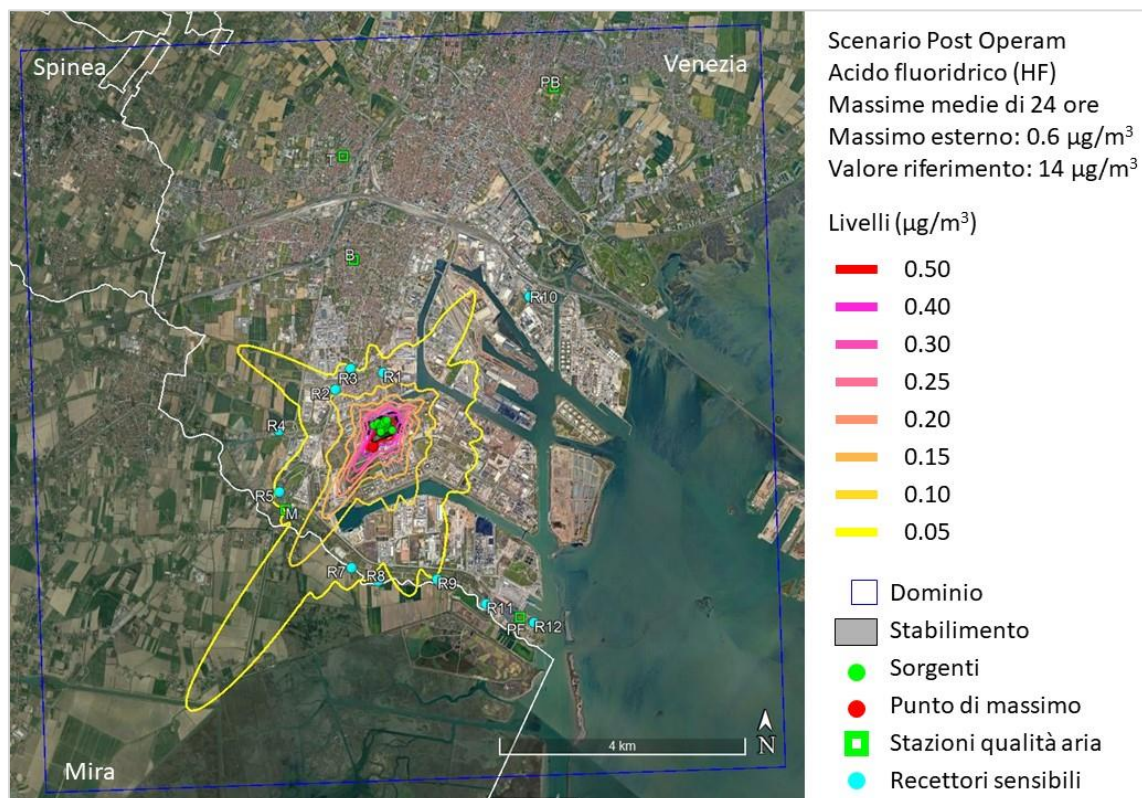 Spinea
Venezia
PB
T
B
R10
R3
R1
R2
R4
R5
M
R7
R8
R9
R11
PF
R12
4 km
N
Mira
Scenario Post Operam
Acido fluoridrico (HF)
Massime medie di 24 ore
Massimo esterno: 0.6 µg/m³
Valore riferimento: 14 µg/m³
Livelli (µg/m³)
0.50
0.40
0.30
0.25
0.20
0.15
0.10
0.05
Dominio
Stabilimento
Sorgenti
Punto di massimo
Stazioni qualità aria
Recettori sensibili